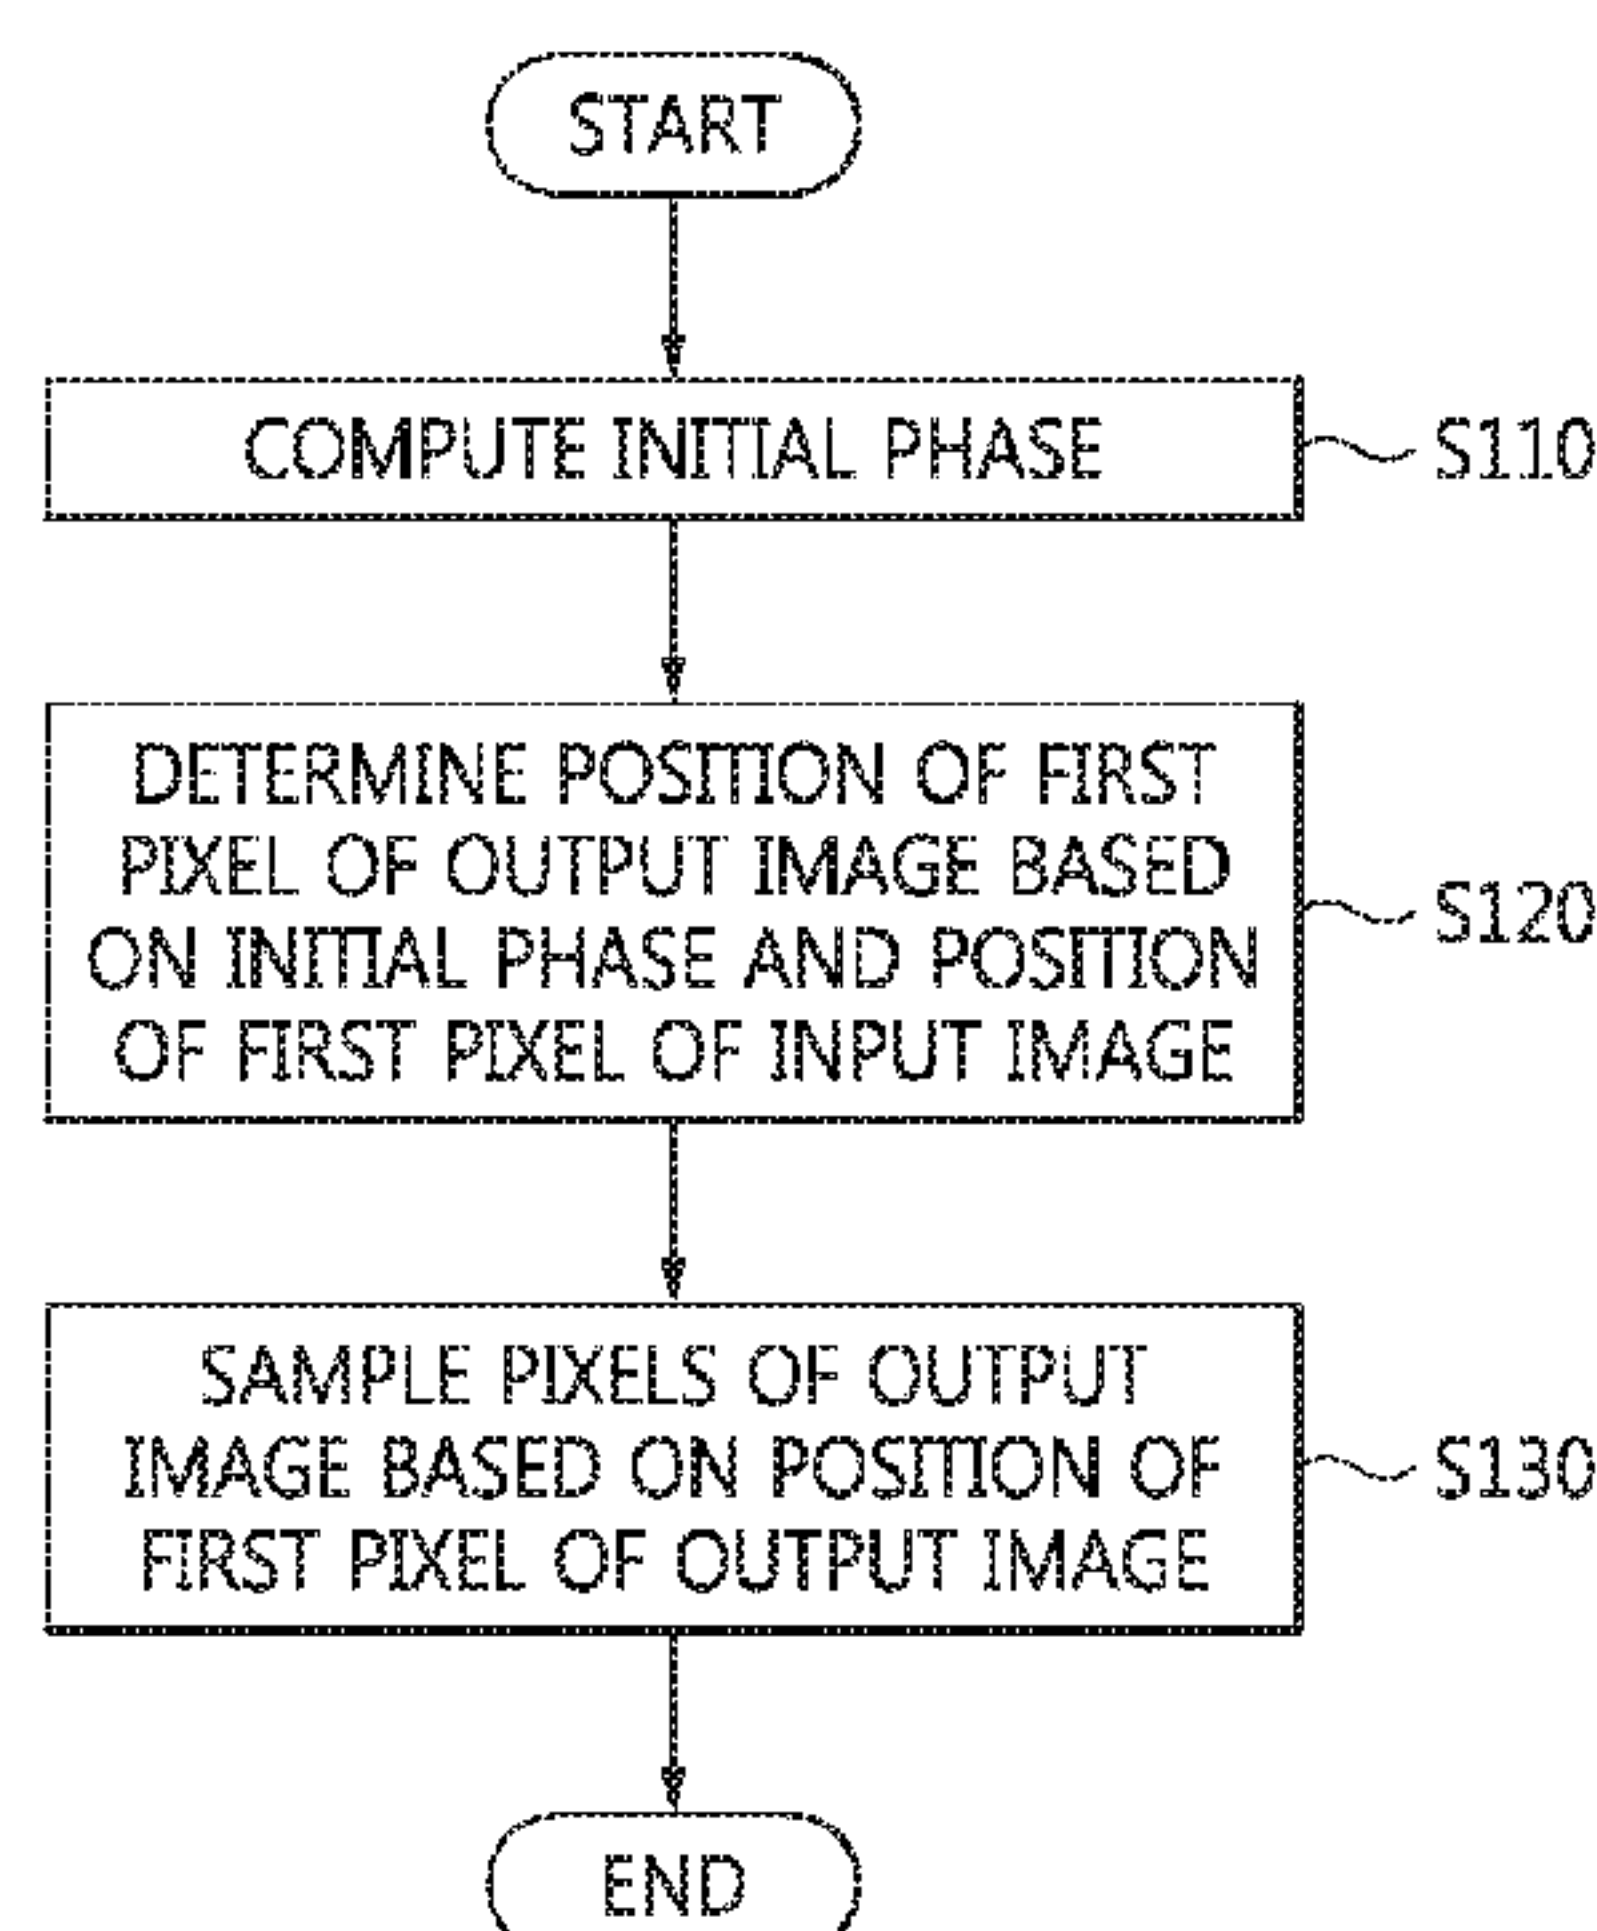 START
COMPUTE INITIAL PHASE
S110
DETERMINE POSITION OF FIRST
PIXEL OF OUTPUT IMAGE BASED
ON INITIAL PHASE AND POSITION
OF FIRST PIXEL OF INPUT IMAGE
S120
SAMPLE PIXELS OF OUTPUT
IMAGE BASED ON POSITION OF
FIRST PIXEL OF OUTPUT IMAGE
S130
END